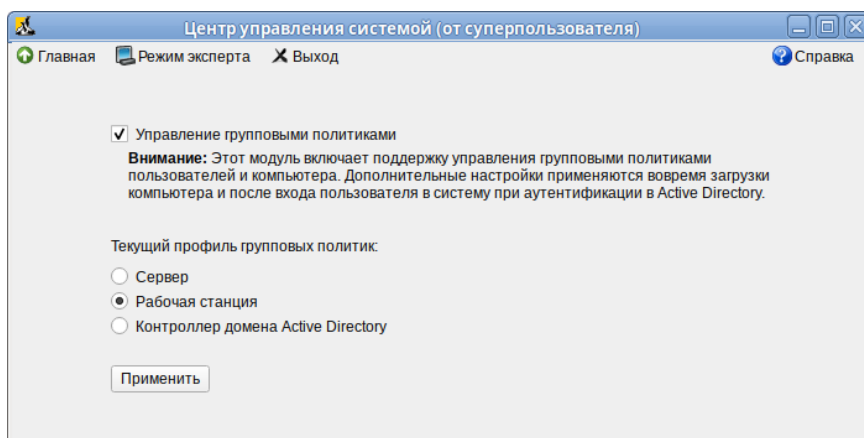 Центр управления системой (от суперпользователя)
Главная Режим эксперта Выход Справка
Управление групповыми политиками
Внимание: Этот модуль включает поддержку управления групповыми политиками
пользователей и компьютера. Дополнительные настройки применяются вовремя загрузки
компьютера и после входа пользователя в систему при аутентификации в Active Directory.
Текущий профиль групповых политик:
Сервер
Рабочая станция
Контроллер домена Active Directory
Применить